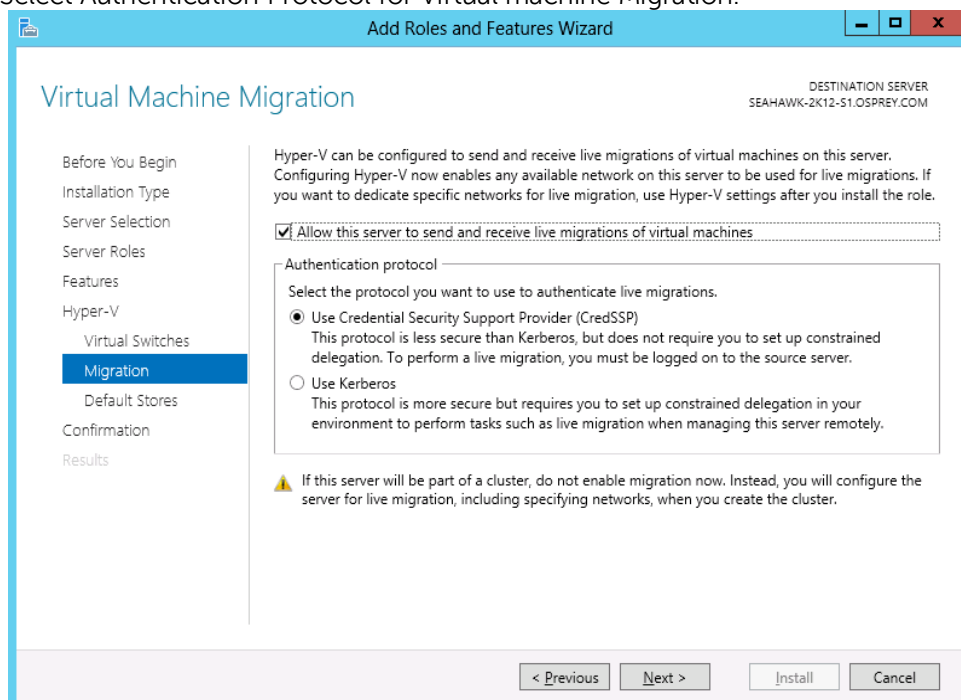 Select Authentication Protocol for Virtual machine Migration.
Add Roles and Features Wizard
Virtual Machine Migration
DESTINATION SERVER
SEAHAWK-2K12-S1.OSPREY.COM
Before You Begin
Installation Type
Server Selection
Server Roles
Features
Hyper-V
Virtual Switches
Migration
Default Stores
Confirmation
Results
Hyper-V can be configured to send and receive live migrations of virtual machines on this server.
Configuring Hyper-V now enables any available network on this server to be used for live migrations. If
you want to dedicate specific networks for live migration, use Hyper-V settings after you install the role.
Allow this server to send and receive live migrations of virtual machines
Authentication protocol
Select the protocol you want to use to authenticate live migrations.
Use Credential Security Support Provider (CredSSP)
This protocol is less secure than Kerberos, but does not require you to set up constrained
delegation. To perform a live migration, you must be logged on to the source server.
Use Kerberos
This protocol is more secure but requires you to set up constrained delegation in your
environment to perform tasks such as live migration when managing this server remotely.
If this server will be part of a cluster, do not enable migration now. Instead, you will configure the
server for live migration, including specifying networks, when you create the cluster.
< Previous
Next >
Install
Cancel